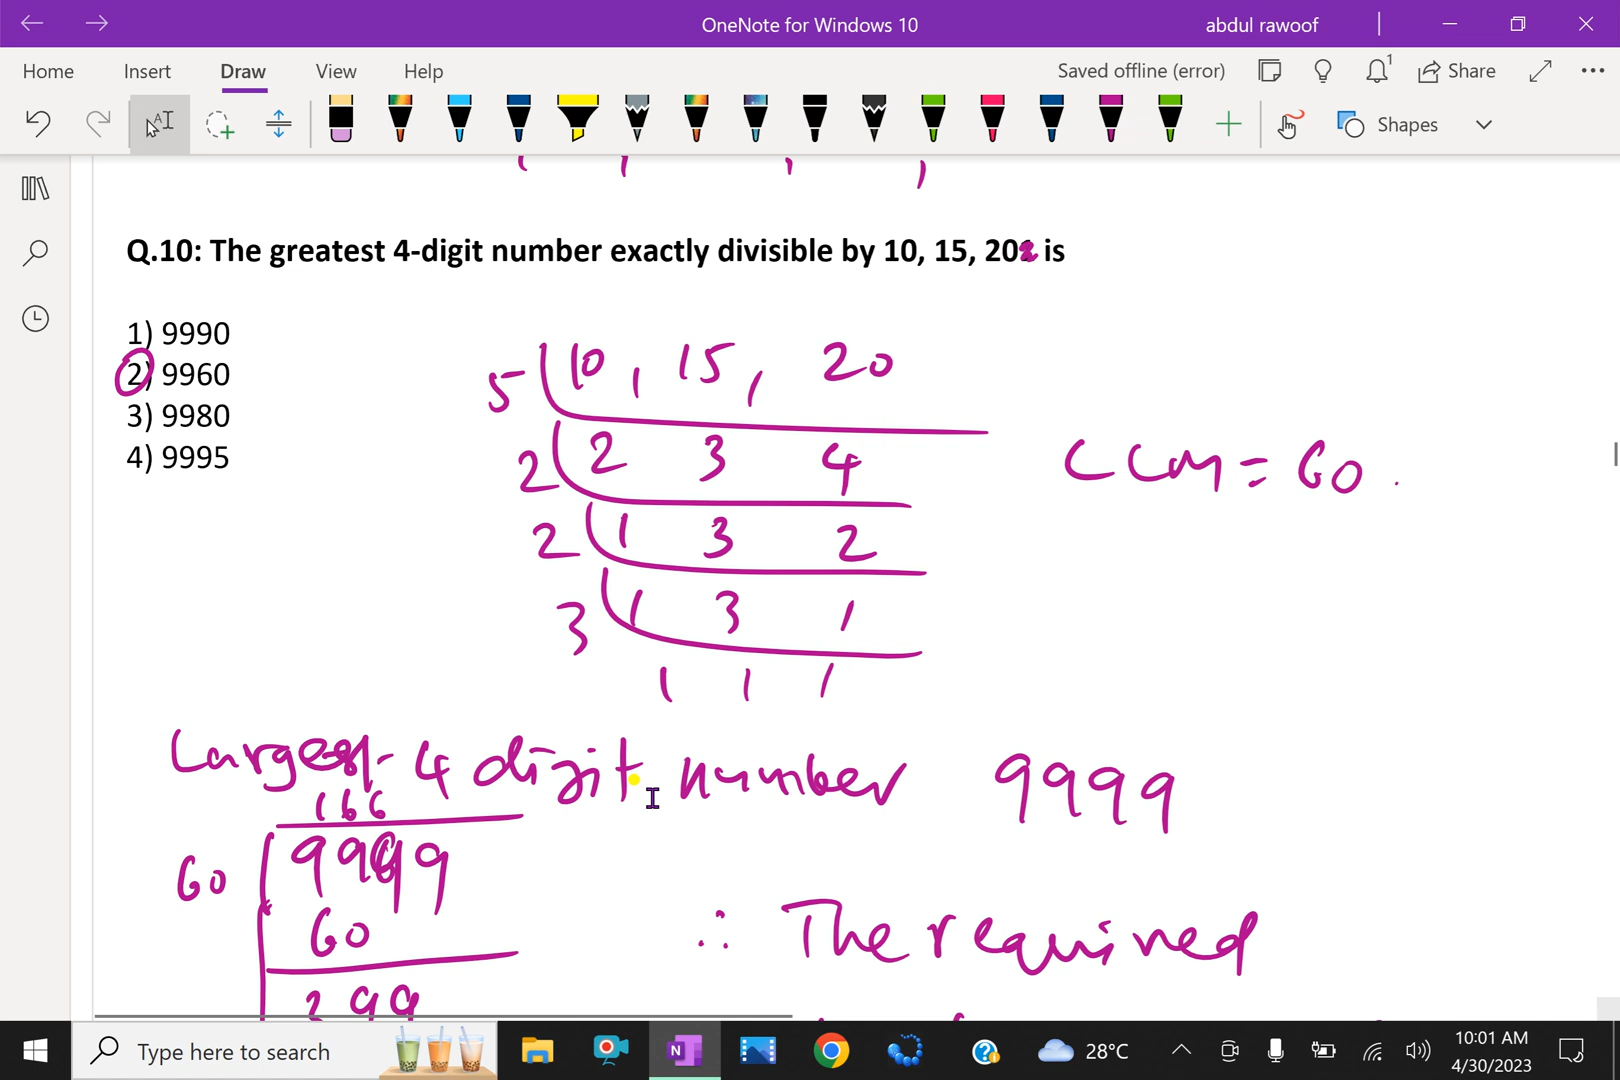 OneNote for Windows 10
abdul rawoof
Home Insert Draw View Help
Saved offline (error) 1 Share
Shapes
Q.10: The greatest 4-digit number exactly divisible by 10, 15, 20 is
1) 9990
2) 9960
3) 9980
4) 9995
5 10, 15, 20
2 2 3 4
LCM = 60.
2 1 3 2
3 1 3 1
1 1 1
Largest 4 digit number 9999
166
60 9999
60
∴ The required
399
Type here to search
28°C
10:01 AM
4/30/2023